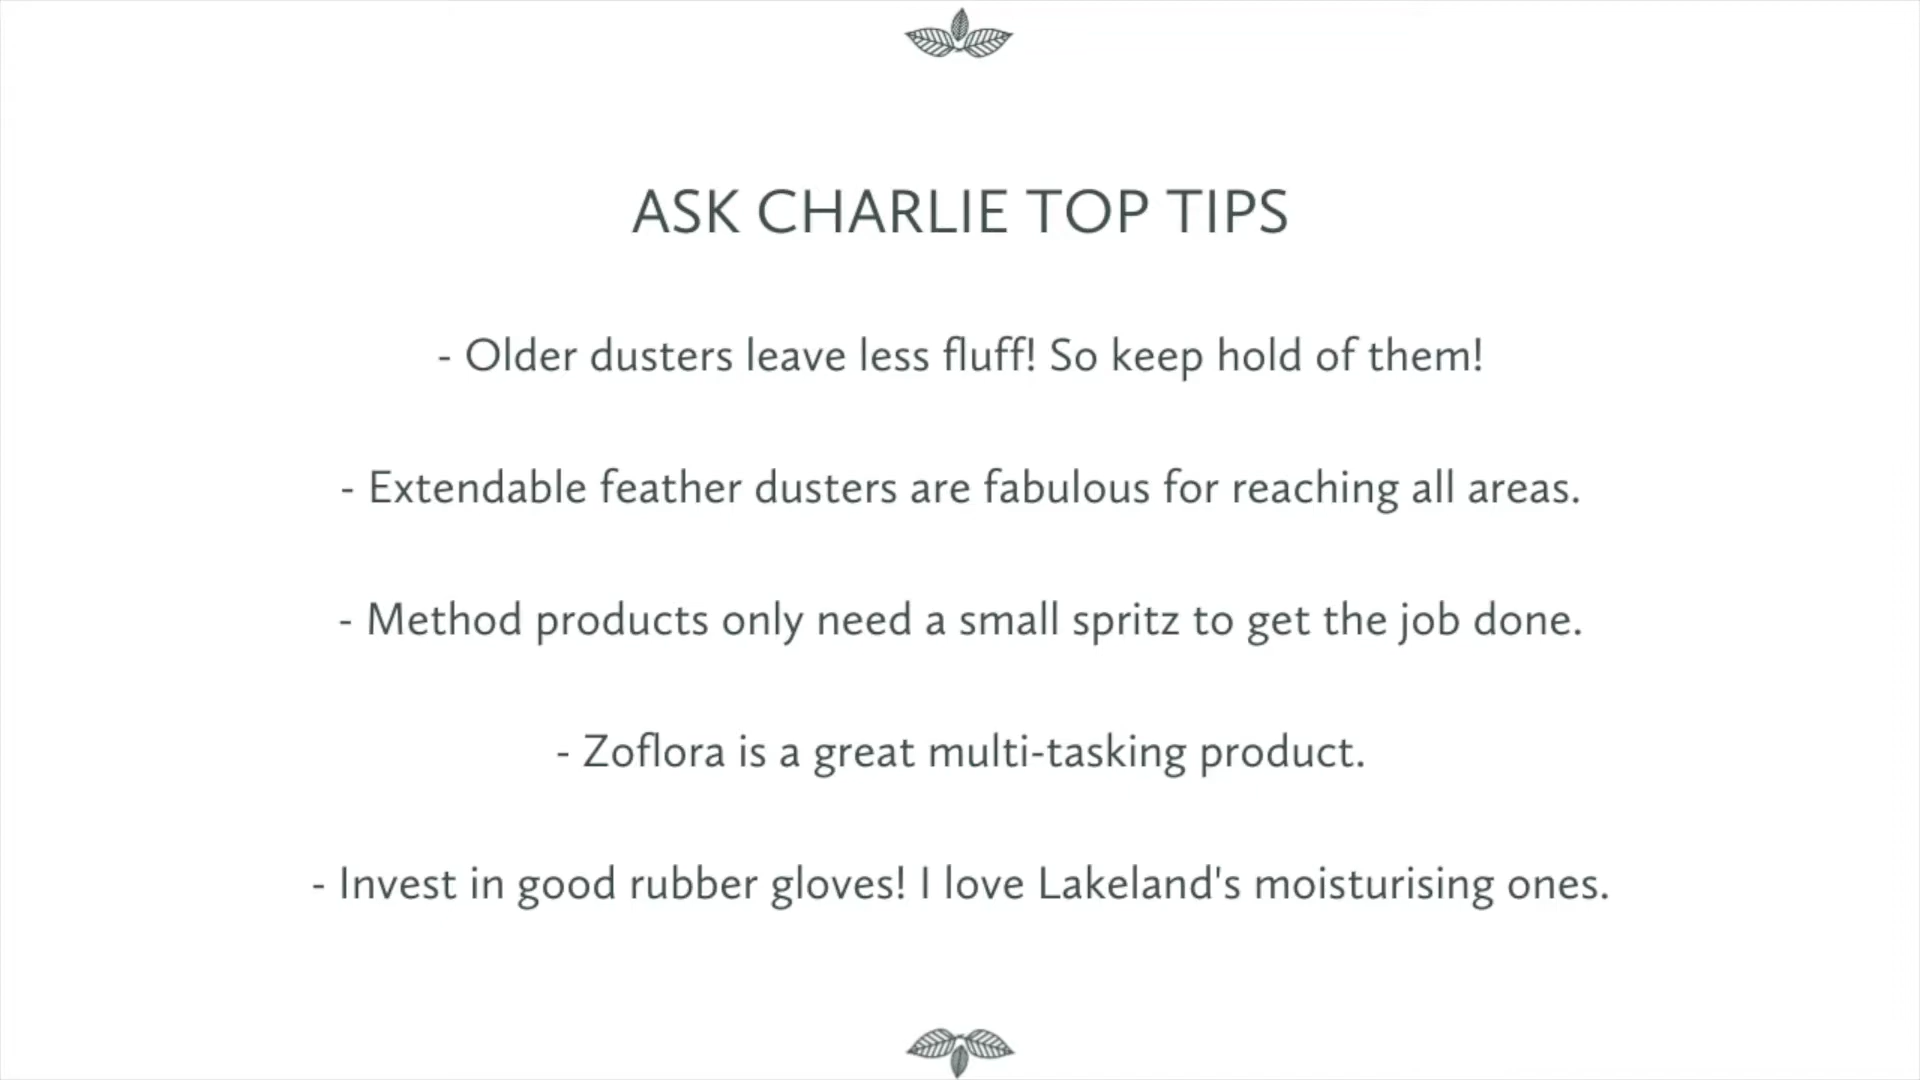 ASK CHARLIE TOP TIPS
- Older dusters leave less fluff! So keep hold of them!
- Extendable feather dusters are fabulous for reaching all areas.
- Method products only need a small spritz to get the job done.
- Zoflora is a great multi-tasking product.
- Invest in good rubber gloves! I love Lakeland's moisturising ones.